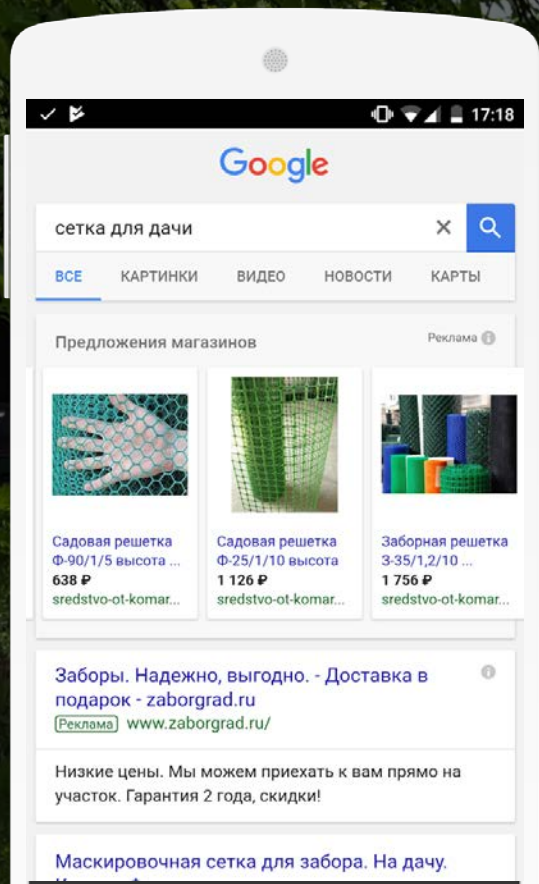 17:18
Google
сетка для дачи
ВСЕ КАРТИНКИ ВИДЕО НОВОСТИ КАРТЫ
Предложения магазинов Реклама
Садовая решетка
Ф-90/1/5 высота ...
638 ₽
sredstvo-ot-komar...
Садовая решетка
Ф-25/1/10 высота
1 126 ₽
sredstvo-ot-komar...
Заборная решетка
З-35/1,2/10 ...
1 756 ₽
sredstvo-ot-komar...
Заборы. Надежно, выгодно. - Доставка в
подарок - zaborgrad.ru
Реклама www.zaborgrad.ru/
Низкие цены. Мы можем приехать к вам прямо на
участок. Гарантия 2 года, скидки!
Маскировочная сетка для забора. На дачу.